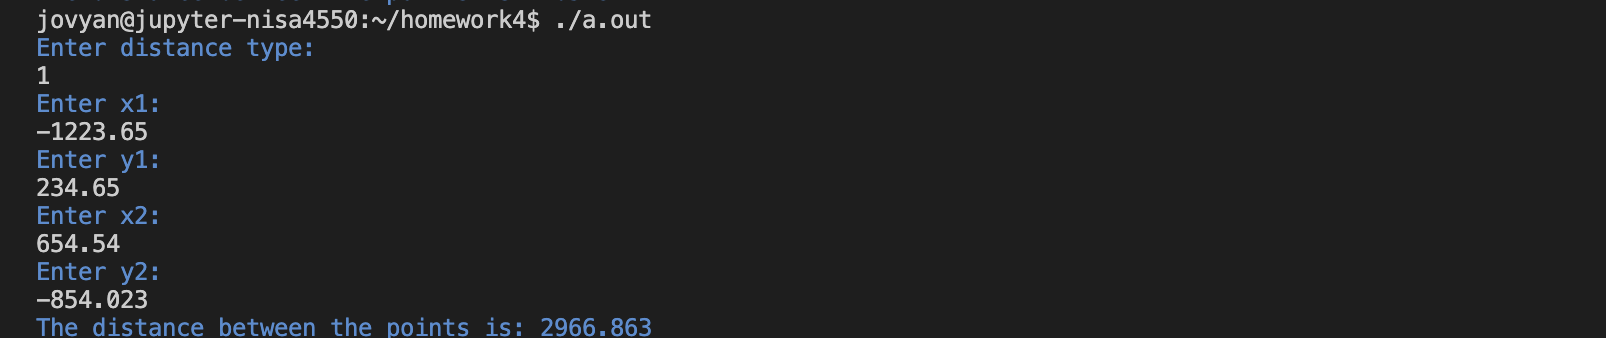 jovyan@jupyter-nisa4550:~/homework4$ ./a.out
Enter distance type:
1
Enter x1:
-1223.65
Enter y1:
234.65
Enter x2:
654.54
Enter y2:
-854.023
The distance between the points is: 2966.863